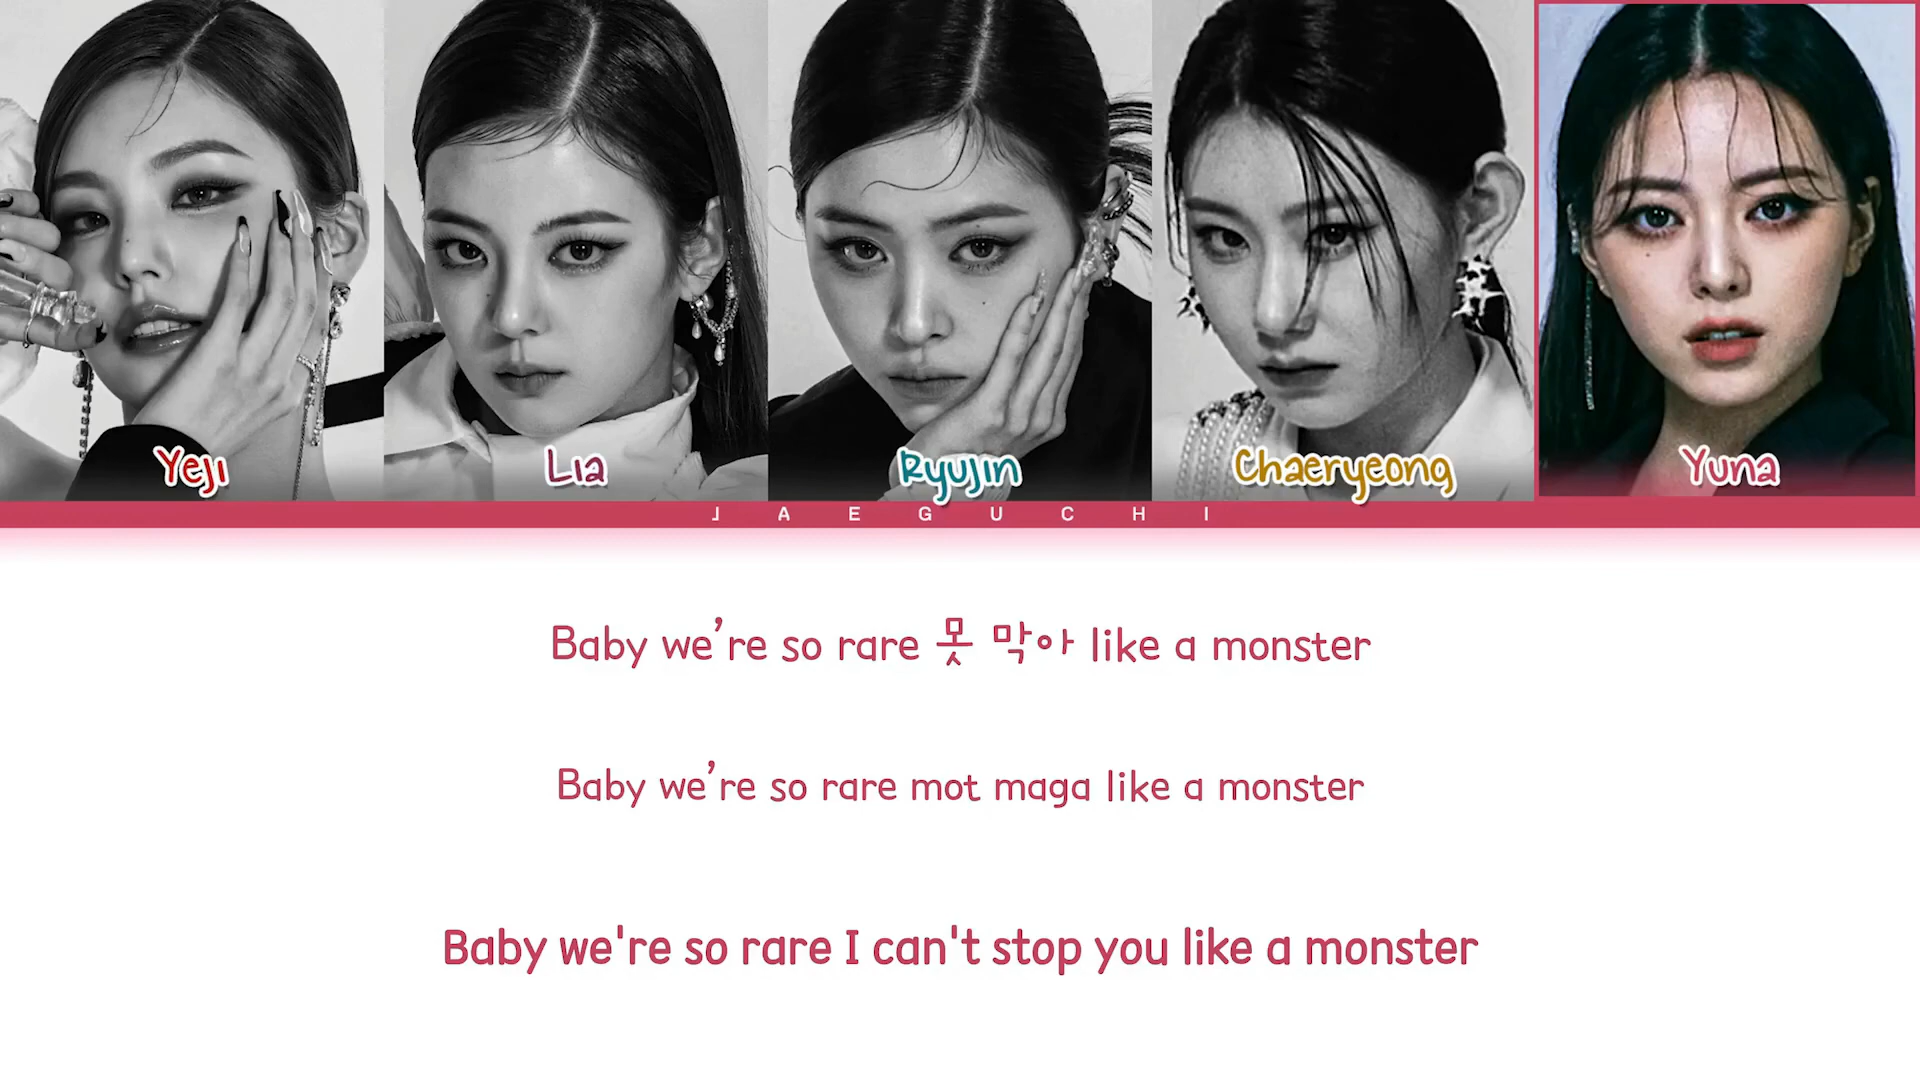 Yeji
Lia
Ryujin
Chaeryeong
Yuna
JAEGUCHI
Baby we’re so rare 못 막아 like a monster
Baby we’re so rare mot maga like a monster
Baby we're so rare I can't stop you like a monster